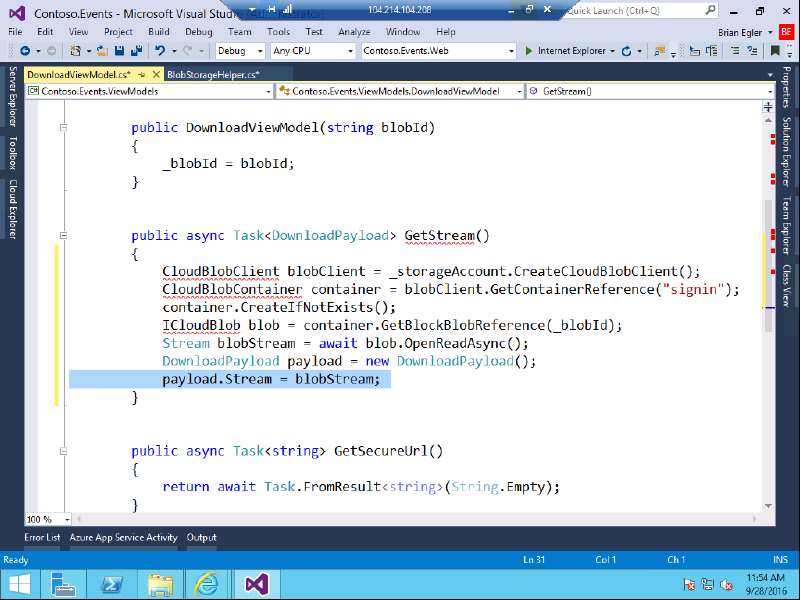 Contoso.Events - Microsoft Visual Stu
104.214.104.208
Quick Launch (Ctrl+Q)
File Edit View Project Build Debug Team Tools Test Analyze Window Help
Brian Egler
BE
Debug Any CPU Contoso.Events.Web Internet Explorer
DownloadViewModel.cs* BlobStorageHelper.cs*
Contoso.Events.ViewModels Contoso.Events.ViewModels.DownloadViewModel GetStream()
Server Explorer
Toolbox
Cloud Explorer
public DownloadViewModel(string blobId)
{
_blobId = blobId;
}
public async Task<DownloadPayload> GetStream()
{
CloudBlobClient blobClient = _storageAccount.CreateCloudBlobClient();
CloudBlobContainer container = blobClient.GetContainerReference("signin");
container.CreateIfNotExists();
ICloudBlob blob = container.GetBlockBlobReference(_blobId);
Stream blobStream = await blob.OpenReadAsync();
DownloadPayload payload = new DownloadPayload();
payload.Stream = blobStream;
}
public async Task<string> GetSecureUrl()
{
return await Task.FromResult<string>(String.Empty);
}
Properties
Solution Explorer
Team Explorer
Class View
100 %
Error List Azure App Service Activity Output
Ready Ln 31 Col 1 Ch 1 INS
11:54 AM
9/28/2016